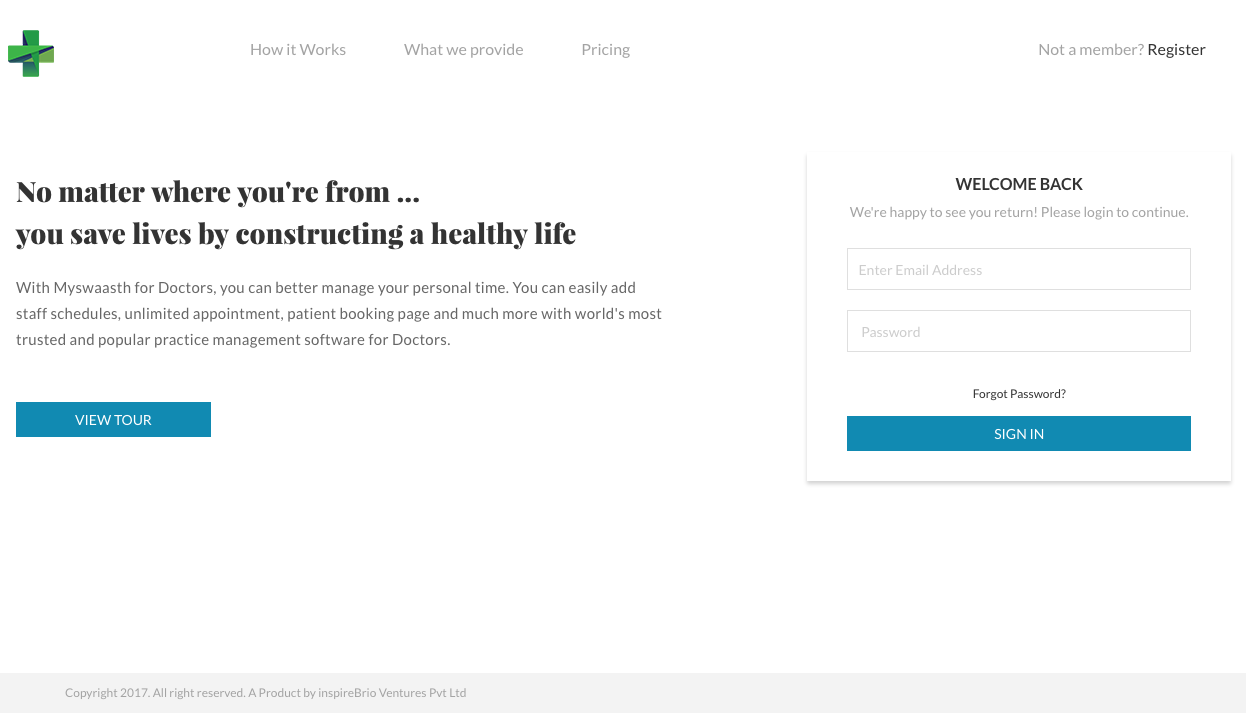 How it Works
What we provide
Pricing
Not a member? Register
No matter where you're from ...
you save lives by constructing a healthy life
With Myswaasth for Doctors, you can better manage your personal time. You can easily add
staff schedules, unlimited appointment, patient booking page and much more with world's most
trusted and popular practice management software for Doctors.
VIEW TOUR
WELCOME BACK
We're happy to see you return! Please login to continue.
Enter Email Address
Password
Forgot Password?
SIGN IN
Copyright 2017. All right reserved. A Product by inspireBrio Ventures Pvt Ltd